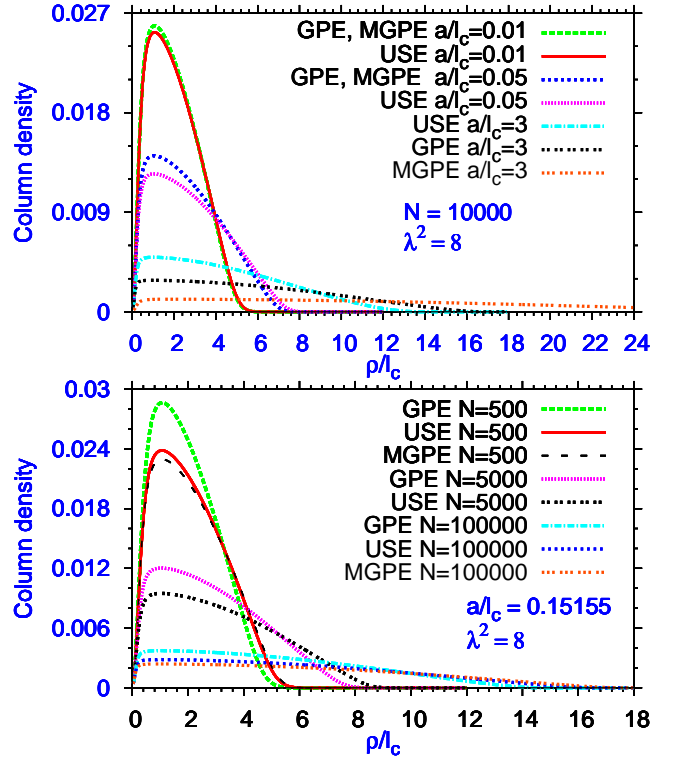 0.027
0.018
0.009
0
Column density
GPE, MGPE a/l_c=0.01
USE a/l_c=0.01
GPE, MGPE a/l_c=0.05
USE a/l_c=0.05
USE a/l_c=3
GPE a/l_c=3
MGPE a/l_c=3
N = 10000
λ² = 8
0 2 4 6 8 10 12 14 16 18 20 22 24
ρ/l_c
0.03
0.024
0.018
0.012
0.006
0
Column density
GPE N=500
USE N=500
MGPE N=500
GPE N=5000
USE N=5000
GPE N=100000
USE N=100000
MGPE N=100000
a/l_c = 0.15155
λ² = 8
0 2 4 6 8 10 12 14 16 18
ρ/l_c